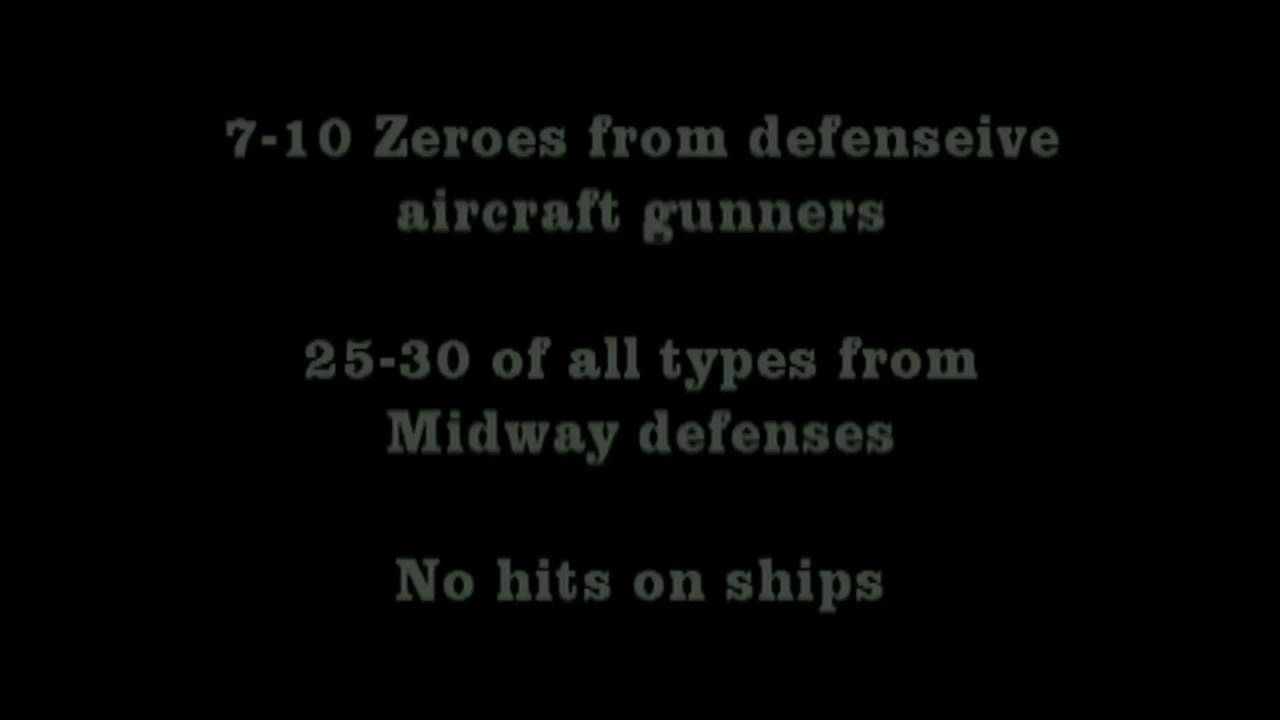 7-10 Zeroes from defenseive
aircraft gunners
25-30 of all types from
Midway defenses
No hits on ships